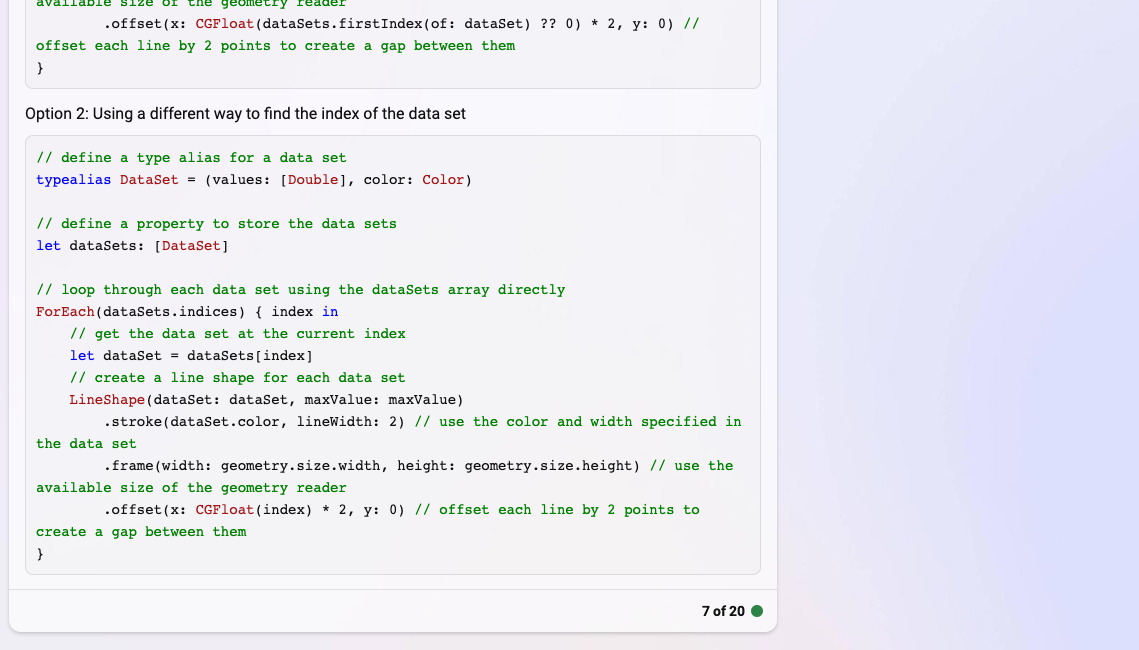 available size of the geometry reader
        .offset(x: CGFloat(dataSets.firstIndex(of: dataSet) ?? 0) * 2, y: 0) //
offset each line by 2 points to create a gap between them
}
Option 2: Using a different way to find the index of the data set
// define a type alias for a data set
typealias DataSet = (values: [Double], color: Color)
// define a property to store the data sets
let dataSets: [DataSet]
// loop through each data set using the dataSets array directly
ForEach(dataSets.indices) { index in
    // get the data set at the current index
    let dataSet = dataSets[index]
    // create a line shape for each data set
    LineShape(dataSet: dataSet, maxValue: maxValue)
        .stroke(dataSet.color, lineWidth: 2) // use the color and width specified in
the data set
        .frame(width: geometry.size.width, height: geometry.size.height) // use the
available size of the geometry reader
        .offset(x: CGFloat(index) * 2, y: 0) // offset each line by 2 points to
create a gap between them
}
7 of 20